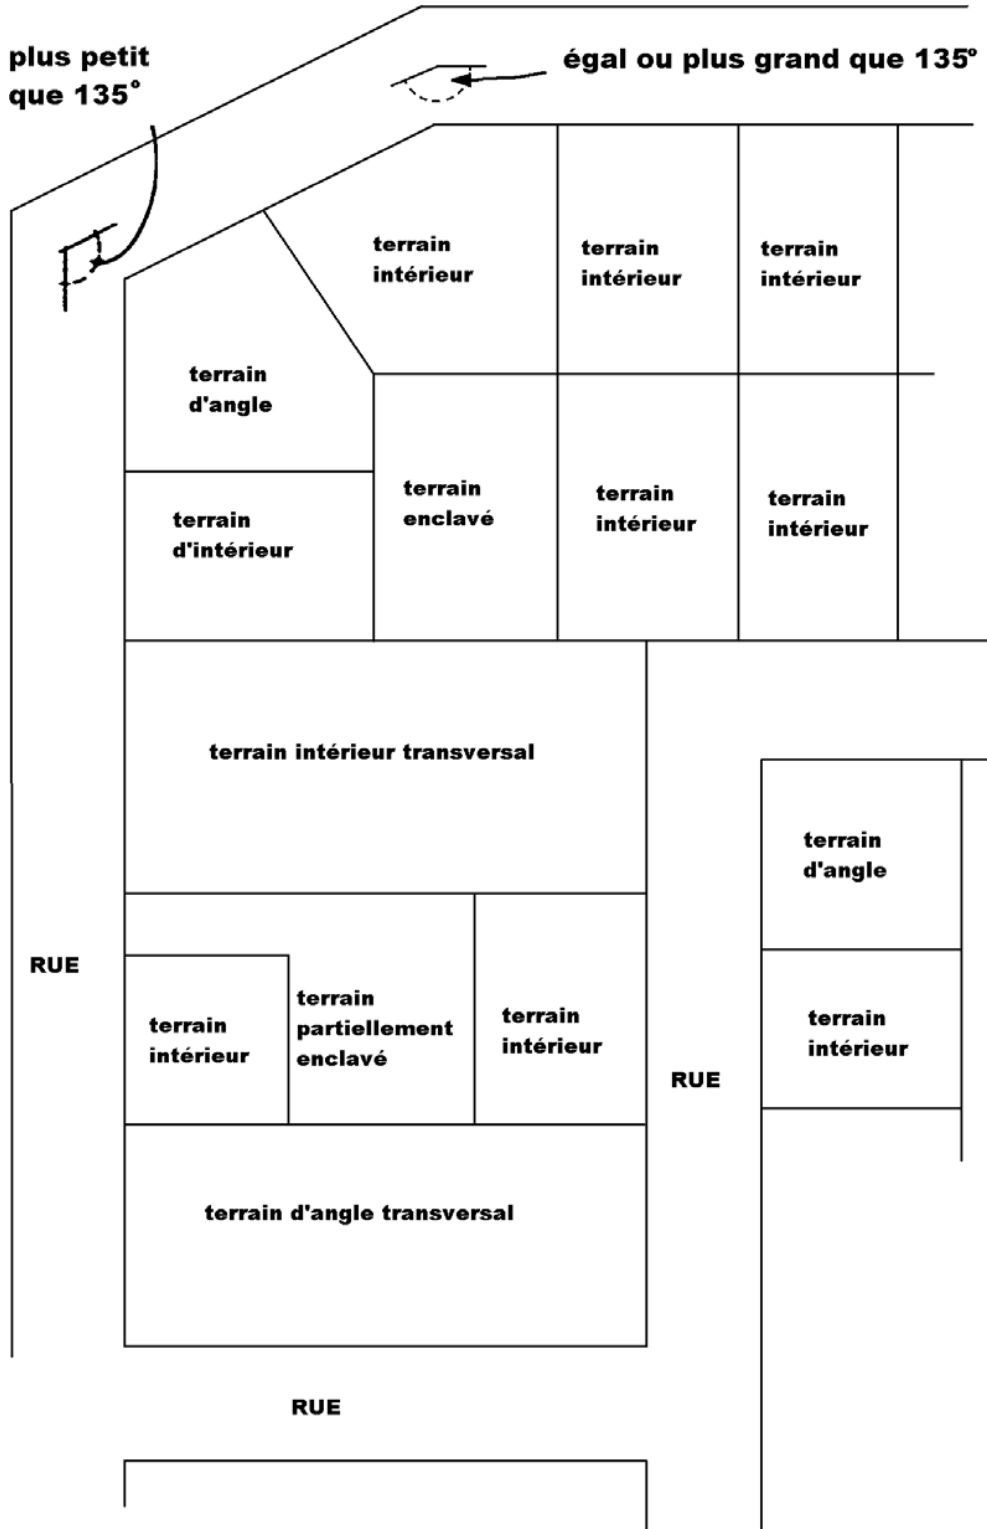 plus petit
que 135°
égal ou plus grand que 135°
terrain
intérieur
terrain
intérieur
terrain
intérieur
terrain
d'angle
terrain
d'intérieur
terrain
enclavé
terrain
intérieur
terrain
intérieur
terrain intérieur transversal
terrain
d'angle
RUE
terrain
intérieur
terrain
partiellement
enclavé
terrain
intérieur
RUE
terrain
intérieur
terrain d'angle transversal
RUE